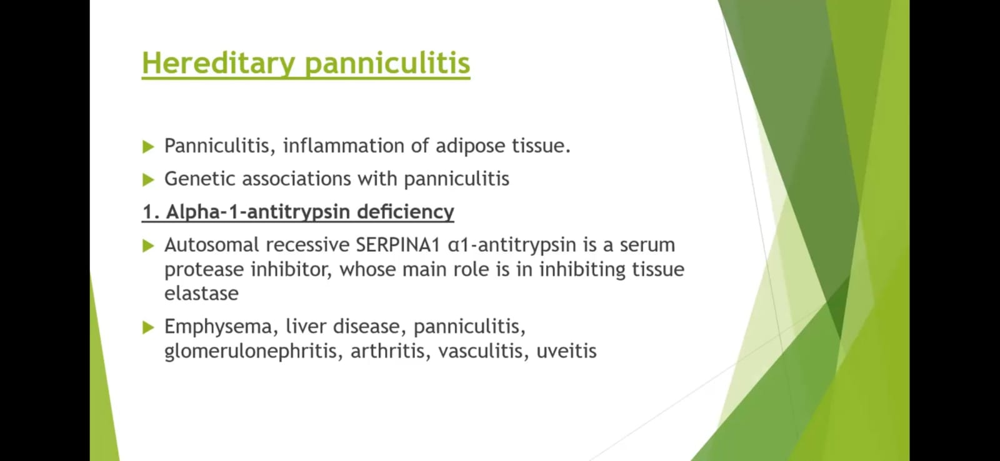 Hereditary panniculitis
Panniculitis, inflammation of adipose tissue.
Genetic associations with panniculitis
1. Alpha-1-antitrypsin deficiency
Autosomal recessive SERPINA1 α1-antitrypsin is a serum
protease inhibitor, whose main role is in inhibiting tissue
elastase
Emphysema, liver disease, panniculitis,
glomerulonephritis, arthritis, vasculitis, uveitis